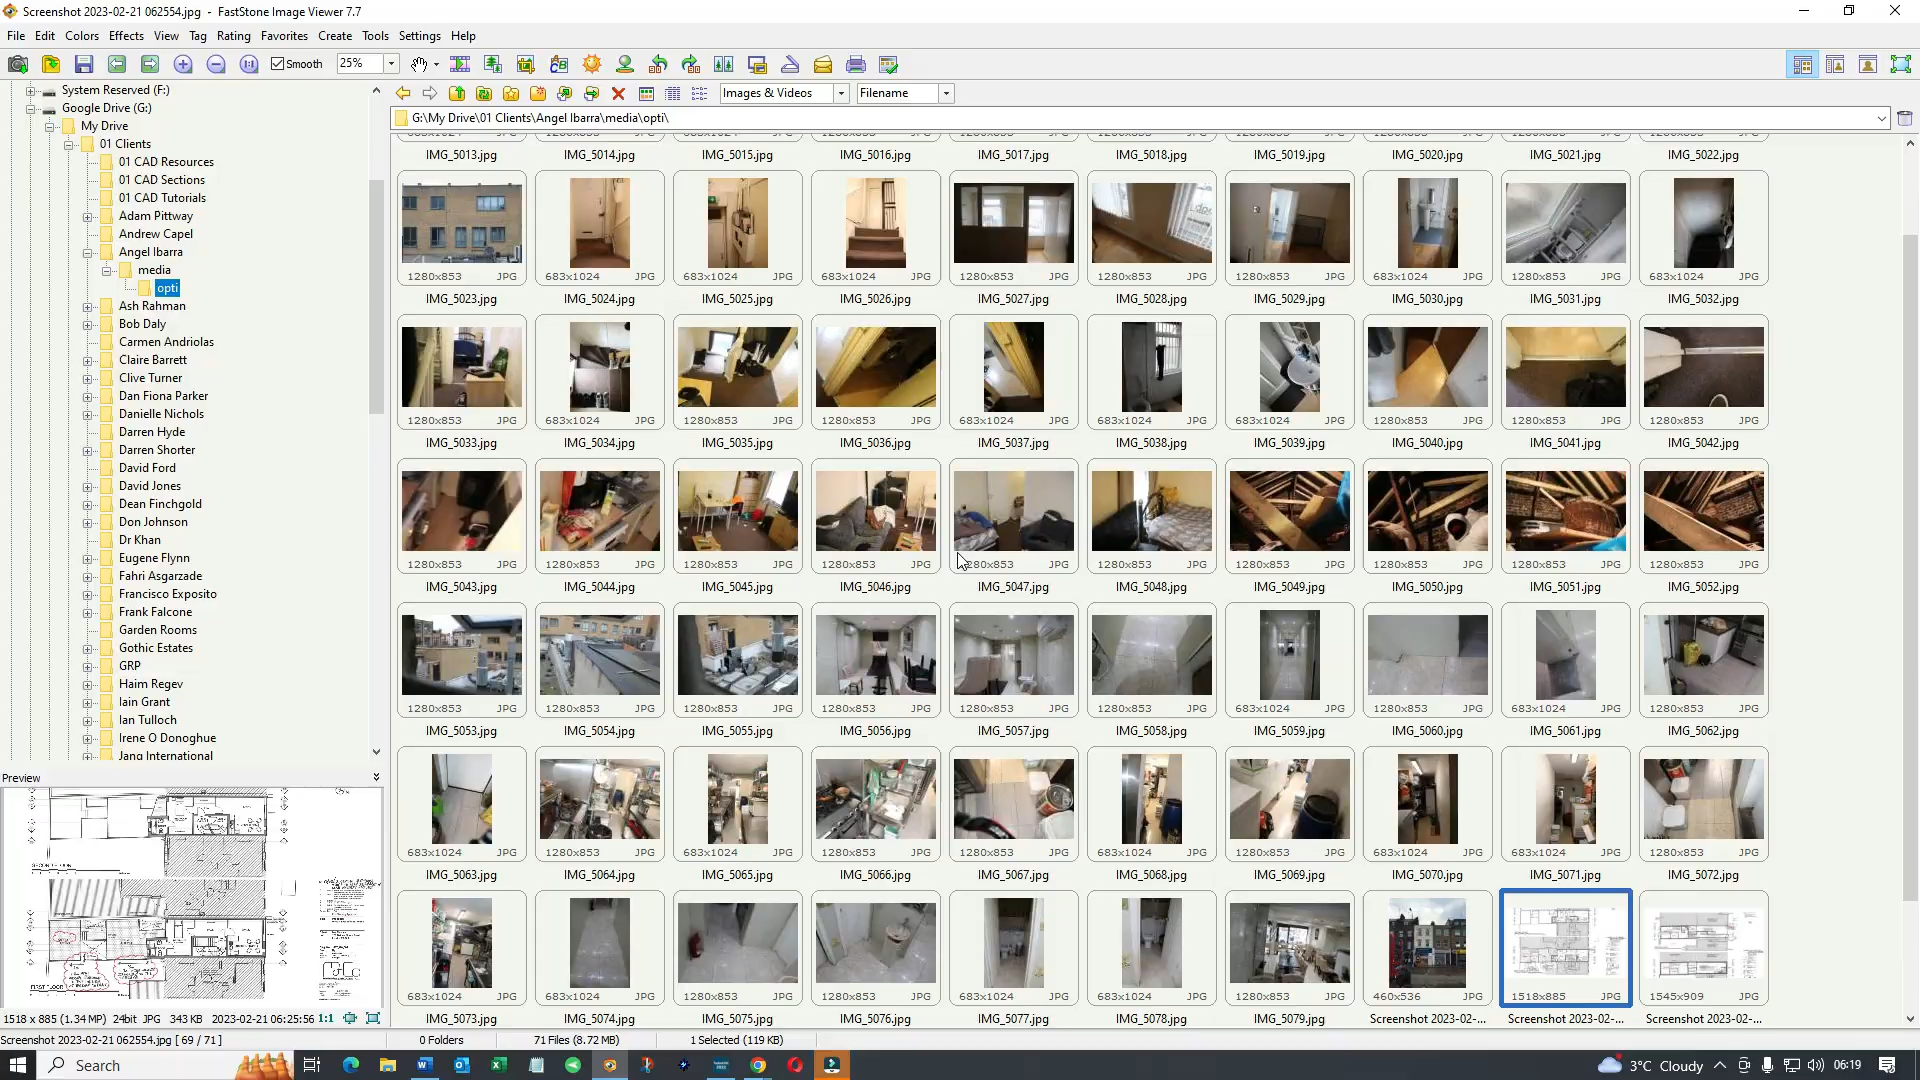 Screenshot 2023-02-21 062554.jpg - FastStone Image Viewer 7.7
File Edit Colors Effects View Tag Rating Favorites Create Tools Settings Help
Smooth 25%
Images & Videos Filename
G:\My Drive\01 Clients\Angel Ibarra\media\opti\
System Reserved (F:)
Google Drive (G:)
My Drive
01 Clients
01 CAD Resources
01 CAD Sections
01 CAD Tutorials
Adam Pittway
Andrew Capel
Angel Ibarra
media
opti
Ash Rahman
Bob Daly
Carmen Andriolas
Claire Barrett
Clive Turner
Dan Fiona Parker
Danielle Nichols
Darren Hyde
Darren Shorter
David Ford
David Jones
Dean Finchgold
Don Johnson
Dr Khan
Eugene Flynn
Fahri Asgarzade
Francisco Exposito
Frank Falcone
Garden Rooms
Gothic Estates
GRP
Haim Regev
Iain Grant
Ian Tulloch
Irene O Donoghue
Jang International
Preview
SECOND FLOOR
FIRST FLOOR
1518 x 885 (1.34 MP) 24bit JPG 343 KB 2023-02-21 06:25:56 1:1
Screenshot 2023-02-21 062554.jpg [ 69 / 71 ]
IMG_5013.jpg IMG_5014.jpg IMG_5015.jpg IMG_5016.jpg IMG_5017.jpg IMG_5018.jpg IMG_5019.jpg IMG_5020.jpg IMG_5021.jpg IMG_5022.jpg
1280x853 JPG 683x1024 JPG 683x1024 JPG 683x1024 JPG 1280x853 JPG 1280x853 JPG 1280x853 JPG 683x1024 JPG 1280x853 JPG 683x1024 JPG
IMG_5023.jpg IMG_5024.jpg IMG_5025.jpg IMG_5026.jpg IMG_5027.jpg IMG_5028.jpg IMG_5029.jpg IMG_5030.jpg IMG_5031.jpg IMG_5032.jpg
1280x853 JPG 683x1024 JPG 1280x853 JPG 1280x853 JPG 683x1024 JPG 683x1024 JPG 683x1024 JPG 1280x853 JPG 1280x853 JPG 1280x853 JPG
IMG_5033.jpg IMG_5034.jpg IMG_5035.jpg IMG_5036.jpg IMG_5037.jpg IMG_5038.jpg IMG_5039.jpg IMG_5040.jpg IMG_5041.jpg IMG_5042.jpg
1280x853 JPG 1280x853 JPG 1280x853 JPG 1280x853 JPG 1280x853 JPG 1280x853 JPG 1280x853 JPG 1280x853 JPG 1280x853 JPG 1280x853 JPG
IMG_5043.jpg IMG_5044.jpg IMG_5045.jpg IMG_5046.jpg IMG_5047.jpg IMG_5048.jpg IMG_5049.jpg IMG_5050.jpg IMG_5051.jpg IMG_5052.jpg
1280x853 JPG 1280x853 JPG 1280x853 JPG 1280x853 JPG 1280x853 JPG 1280x853 JPG 683x1024 JPG 1280x853 JPG 683x1024 JPG 1280x853 JPG
IMG_5053.jpg IMG_5054.jpg IMG_5055.jpg IMG_5056.jpg IMG_5057.jpg IMG_5058.jpg IMG_5059.jpg IMG_5060.jpg IMG_5061.jpg IMG_5062.jpg
683x1024 JPG 1280x853 JPG 683x1024 JPG 1280x853 JPG 1280x853 JPG 683x1024 JPG 1280x853 JPG 683x1024 JPG 683x1024 JPG 1280x853 JPG
IMG_5063.jpg IMG_5064.jpg IMG_5065.jpg IMG_5066.jpg IMG_5067.jpg IMG_5068.jpg IMG_5069.jpg IMG_5070.jpg IMG_5071.jpg IMG_5072.jpg
683x1024 JPG 683x1024 JPG 1280x853 JPG 1280x853 JPG 683x1024 JPG 683x1024 JPG 1280x853 JPG 460x536 JPG 1518x885 JPG 1545x909 JPG
IMG_5073.jpg IMG_5074.jpg IMG_5075.jpg IMG_5076.jpg IMG_5077.jpg IMG_5078.jpg IMG_5079.jpg Screenshot 2023-02-... Screenshot 2023-02-... Screenshot 2023-02-...
0 Folders 71 Files (8.72 MB) 1 Selected (119 KB)
Search
3°C Cloudy 06:19